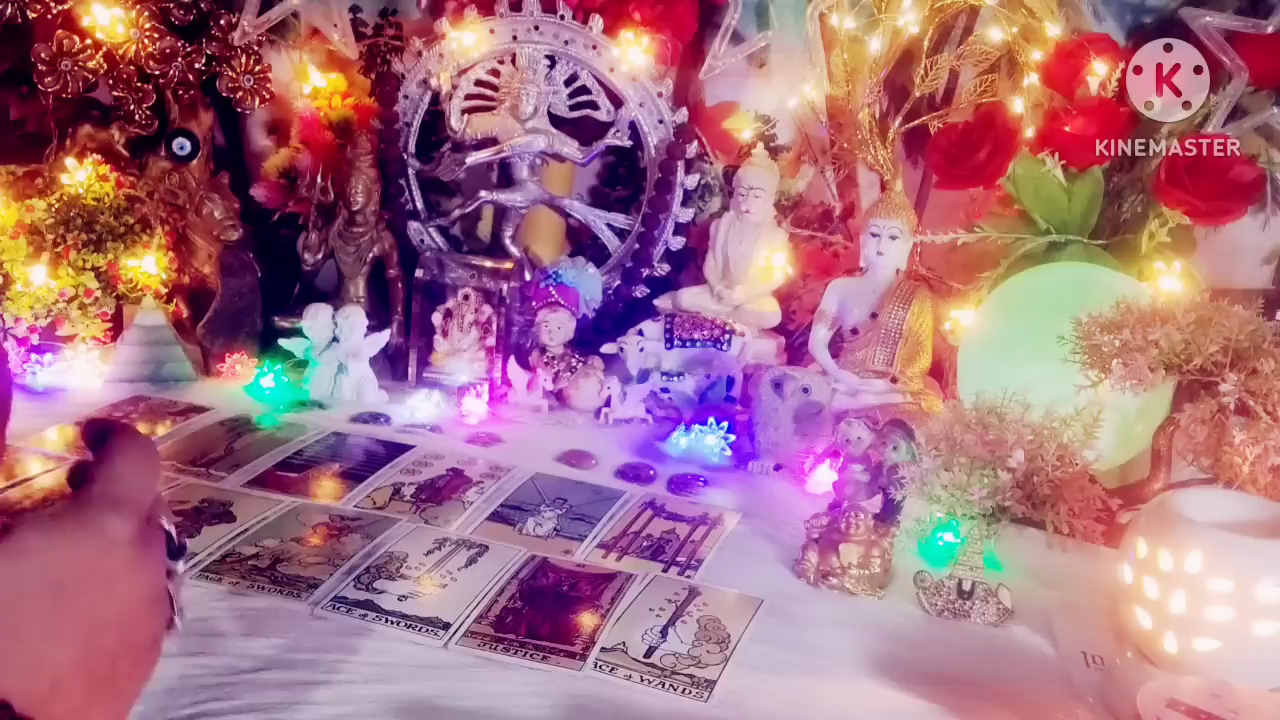 K
KINEMASTER
PAGE of SWORDS.
ACE of SWORDS.
JUSTICE.
ACE of WANDS.